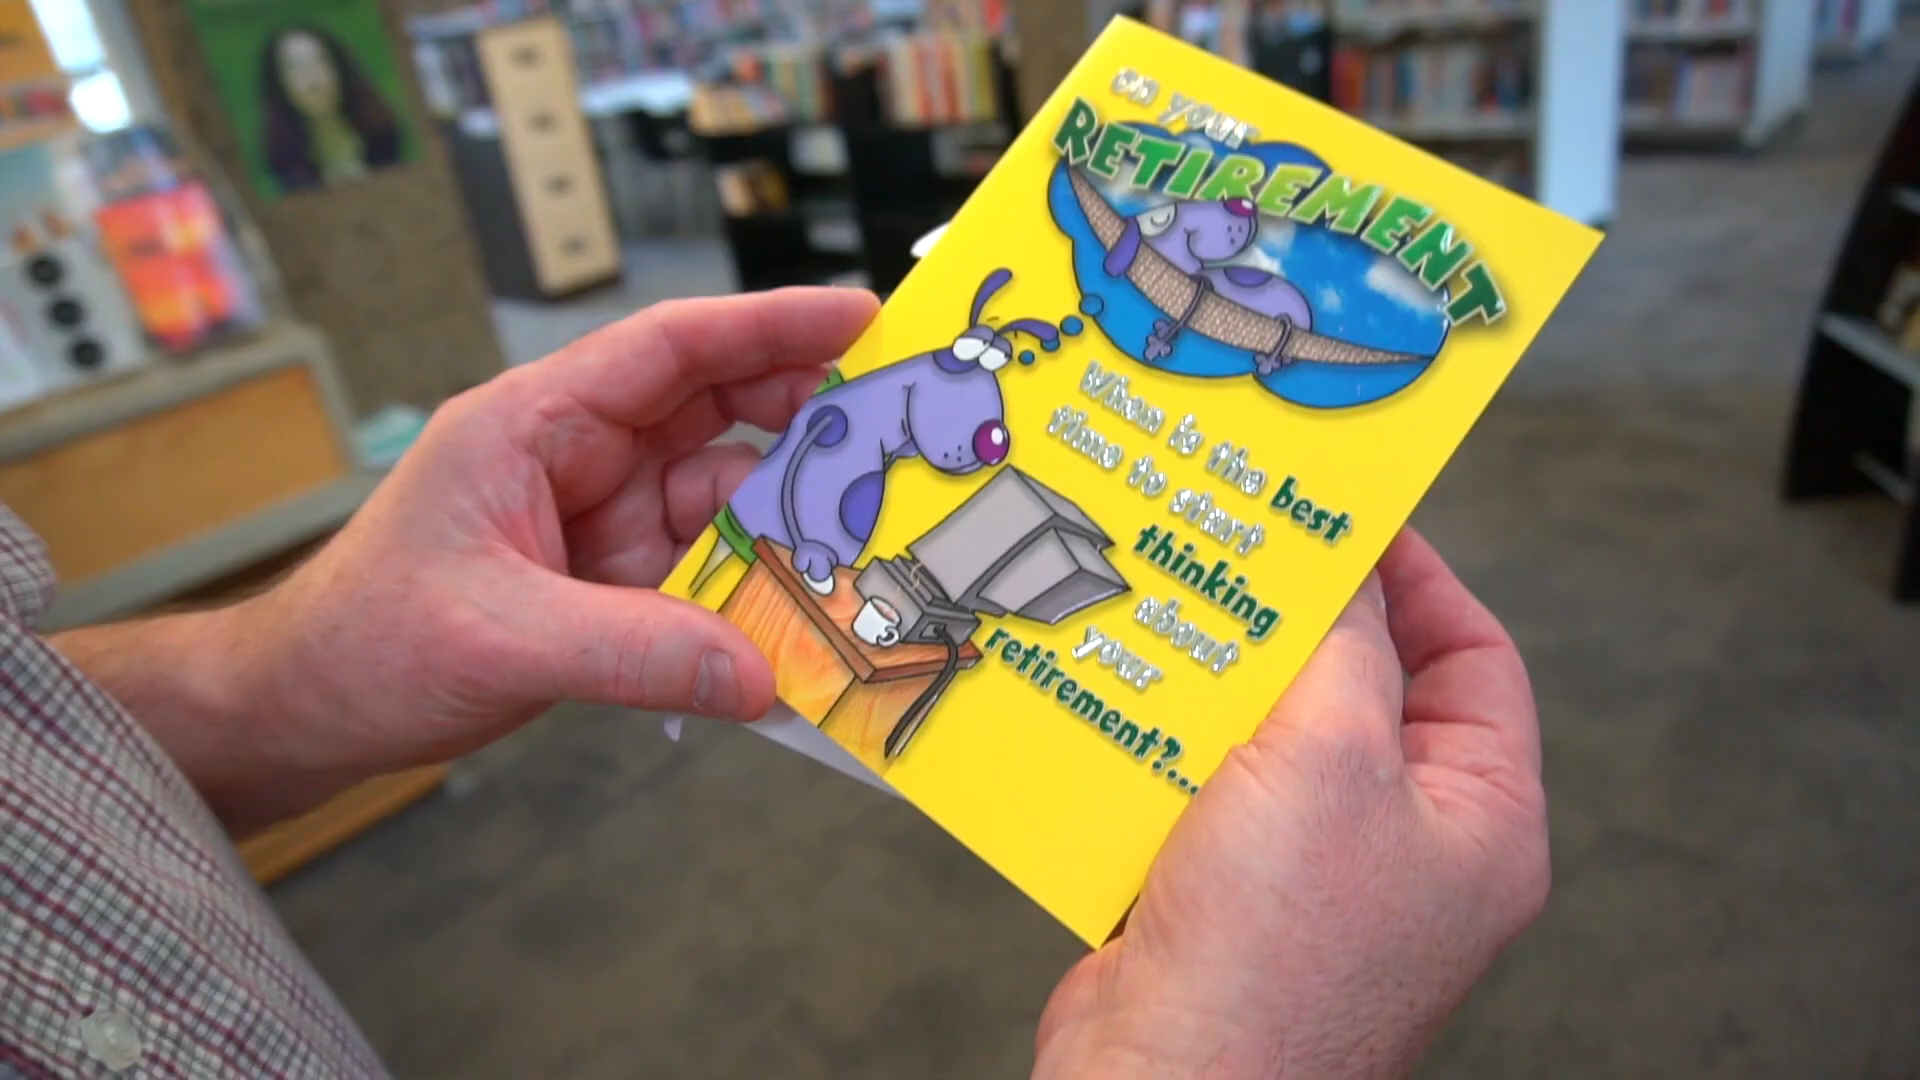 on your
RETIREMENT
When is the best
time to start
thinking
about
your
retirement?...